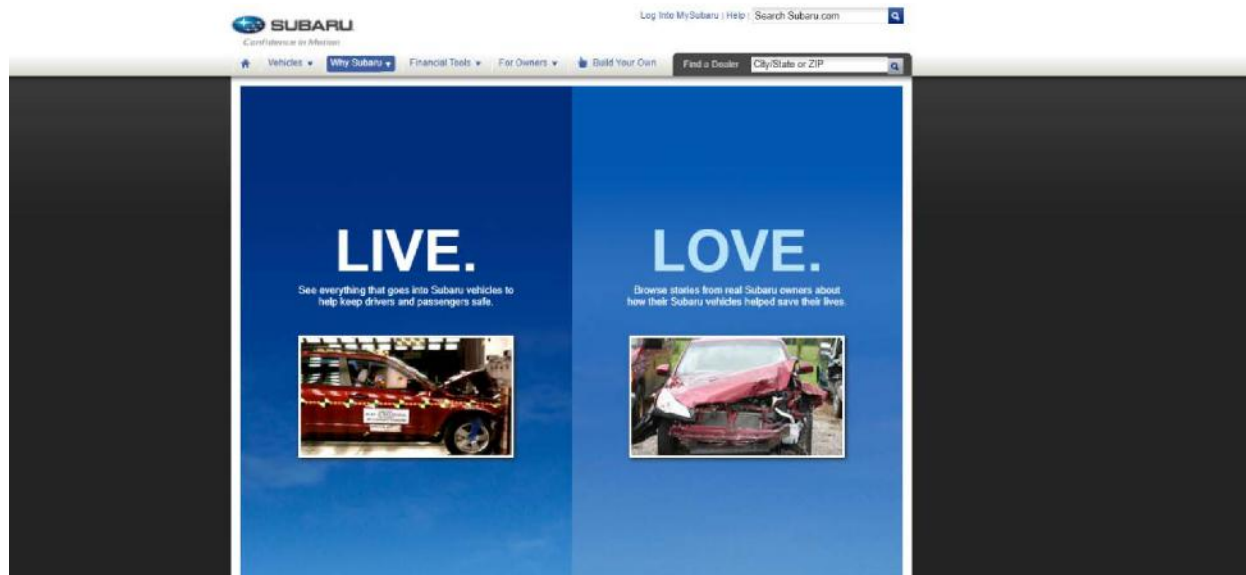 SUBARU
Confidence in Motion
Log Into MySubaru | Help | Search Subaru.com
Vehicles Why Subaru Financial Tools For Owners Build Your Own Find a Dealer City/State or ZIP
LIVE.
See everything that goes into Subaru vehicles to
help keep drivers and passengers safe.
LOVE.
Browse stories from real Subaru owners about
how their Subaru vehicles helped save their lives.